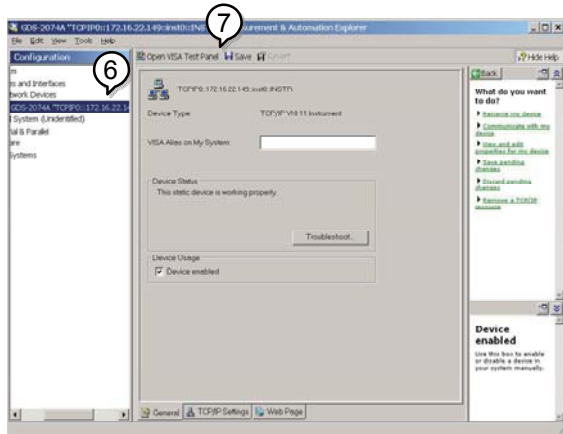 GDS-2074A "TCPIP0::172.16.22.149::inst0::INS urement & Automation Explorer
7
File Edit View Tools Help
Configuration
6
m
s and Interfaces
twork Devices
GDS-2074A "TCPIP0::172.16.22.14
l System (Unidentified)
ial & Parallel
are
Systems
Open VISA Test Panel Save Revert
TCPIP0::172.16.22.149::inst0::INSTR
Device Type: TCP/IP VXI-11 Instrument
VISA Alias on My System:
Device Status
This static device is working properly.
Troubleshoot...
Device Usage
Device enabled
General TCP/IP Settings Web Page
Hide Help
Back
What do you want to do?
Rename my device
Communicate with my device
View and edit properties for my device
Save pending changes
Discard pending changes
Remove a TCP/IP resource
Device enabled
Use this box to enable or disable a device in your system manually.